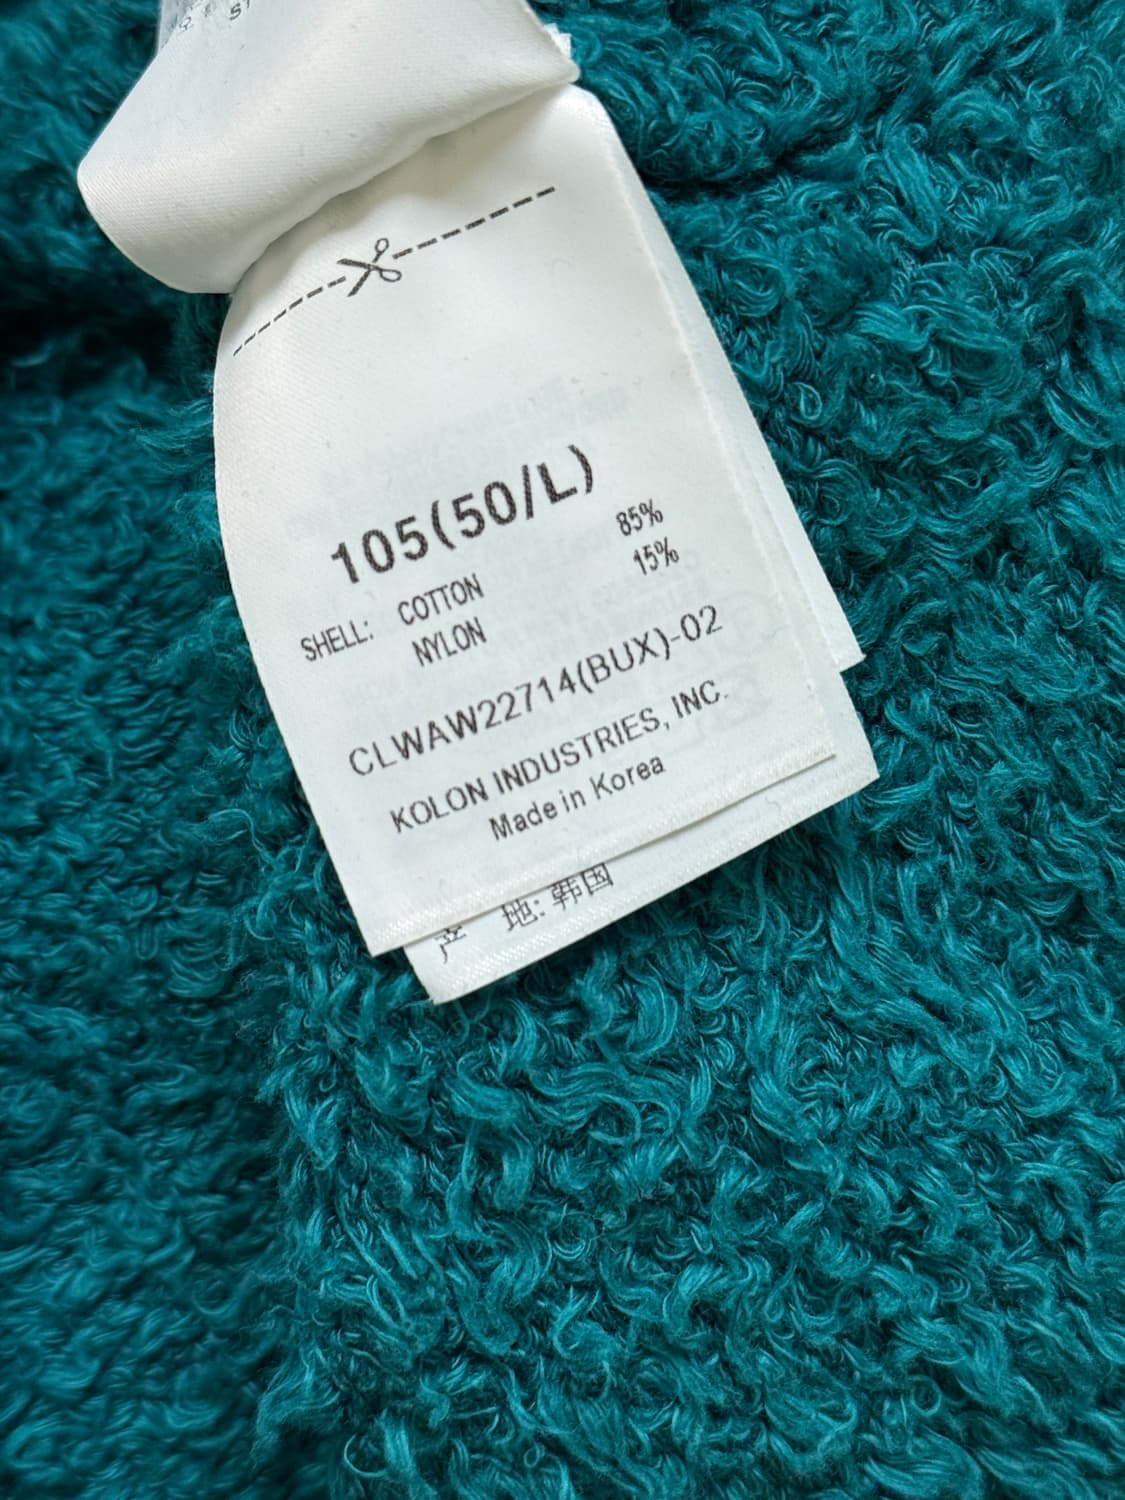 105(50/L)
SHELL: COTTON 85%
NYLON 15%
CLWAW22714(BUX)-02
KOLON INDUSTRIES, INC.
Made in Korea
产 地: 韩国